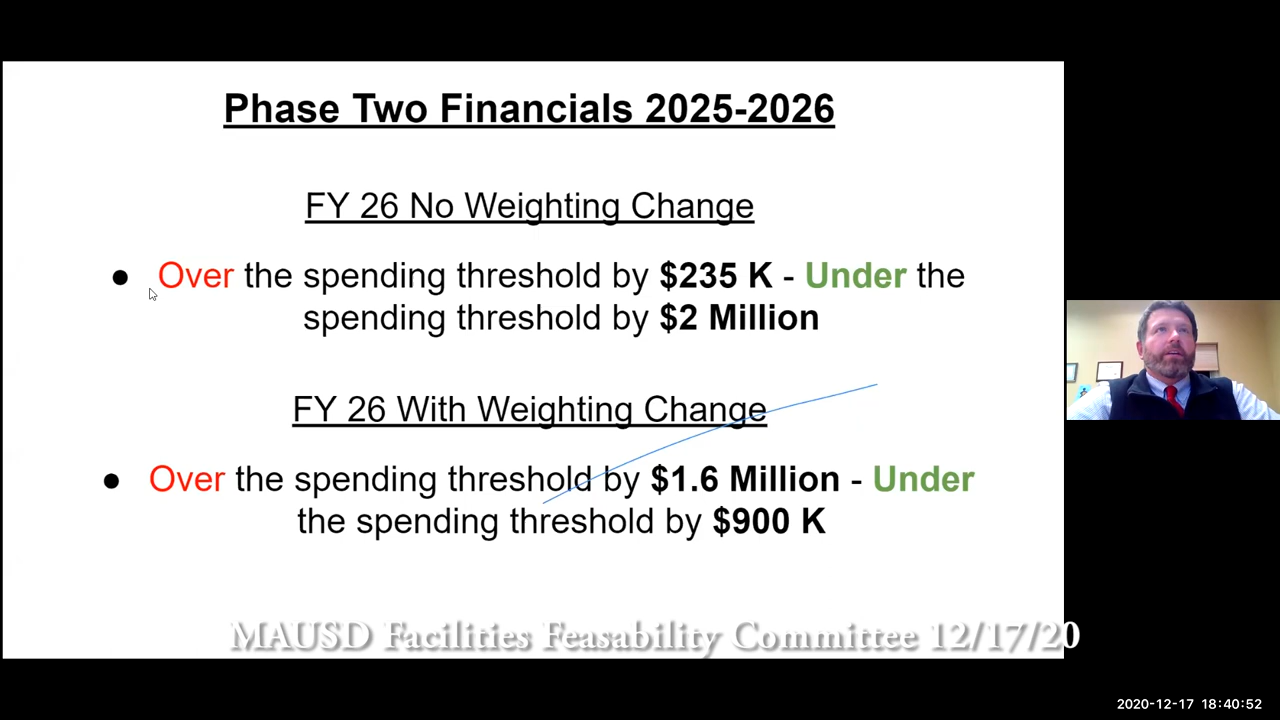 Phase Two Financials 2025-2026
FY 26 No Weighting Change
● Over the spending threshold by $235 K - Under the
spending threshold by $2 Million
FY 26 With Weighting Change
● Over the spending threshold by $1.6 Million - Under
the spending threshold by $900 K
MAUSD Facilities Feasability Committee 12/17/20
2020-12-17 18:40:52